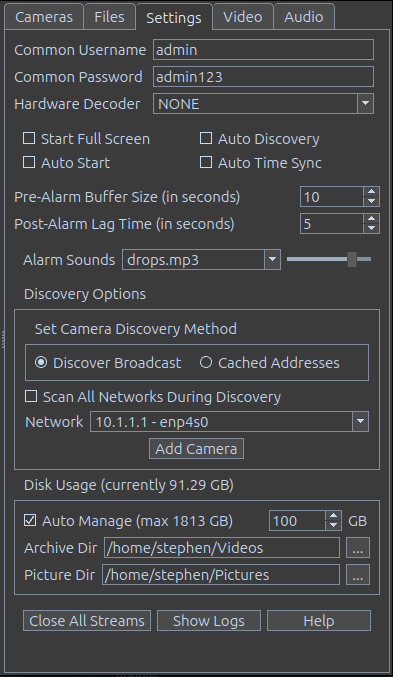 Cameras Files Settings Video Audio
Common Username admin
Common Password admin123
Hardware Decoder NONE
Start Full Screen Auto Discovery
Auto Start Auto Time Sync
Pre-Alarm Buffer Size (in seconds) 10
Post-Alarm Lag Time (in seconds) 5
Alarm Sounds drops.mp3
Discovery Options
Set Camera Discovery Method
Discover Broadcast Cached Addresses
Scan All Networks During Discovery
Network 10.1.1.1 - enp4s0
Add Camera
Disk Usage (currently 91.29 GB)
Auto Manage (max 1813 GB) 100 GB
Archive Dir /home/stephen/Videos ...
Picture Dir /home/stephen/Pictures ...
Close All Streams Show Logs Help